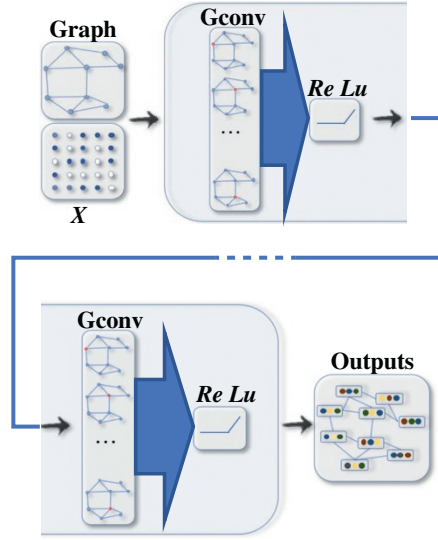 Graph
Gconv
Re Lu
...
X
Gconv
Re Lu
...
Outputs